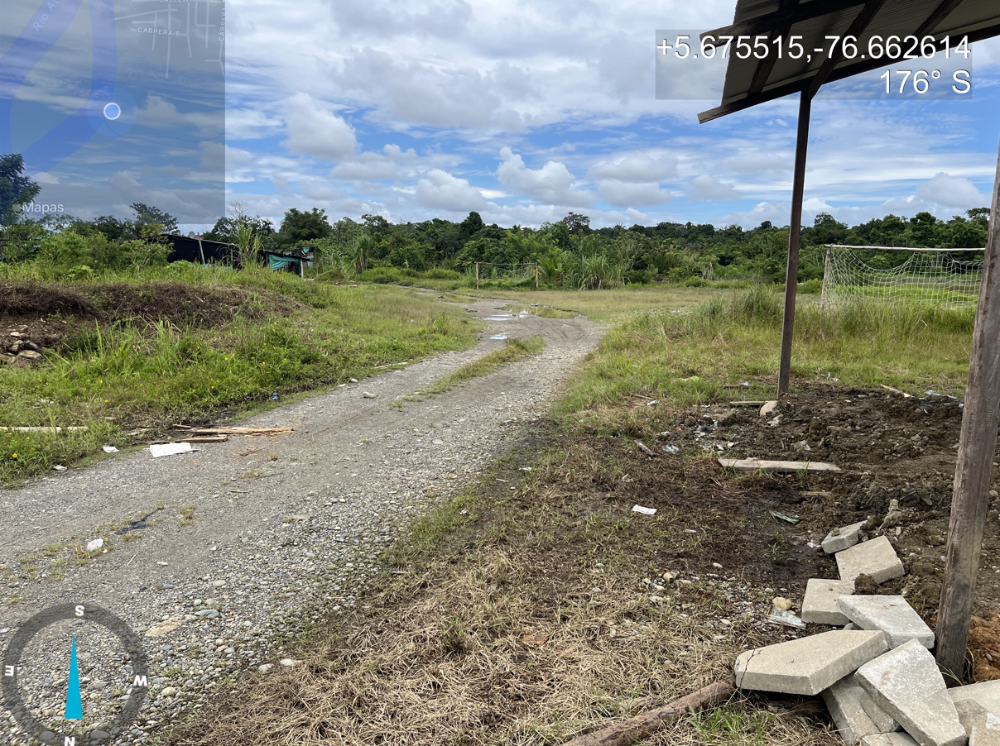 CARRERA-6
+5.675515,-76.662614
176° S
Mapas
S
E
W
N